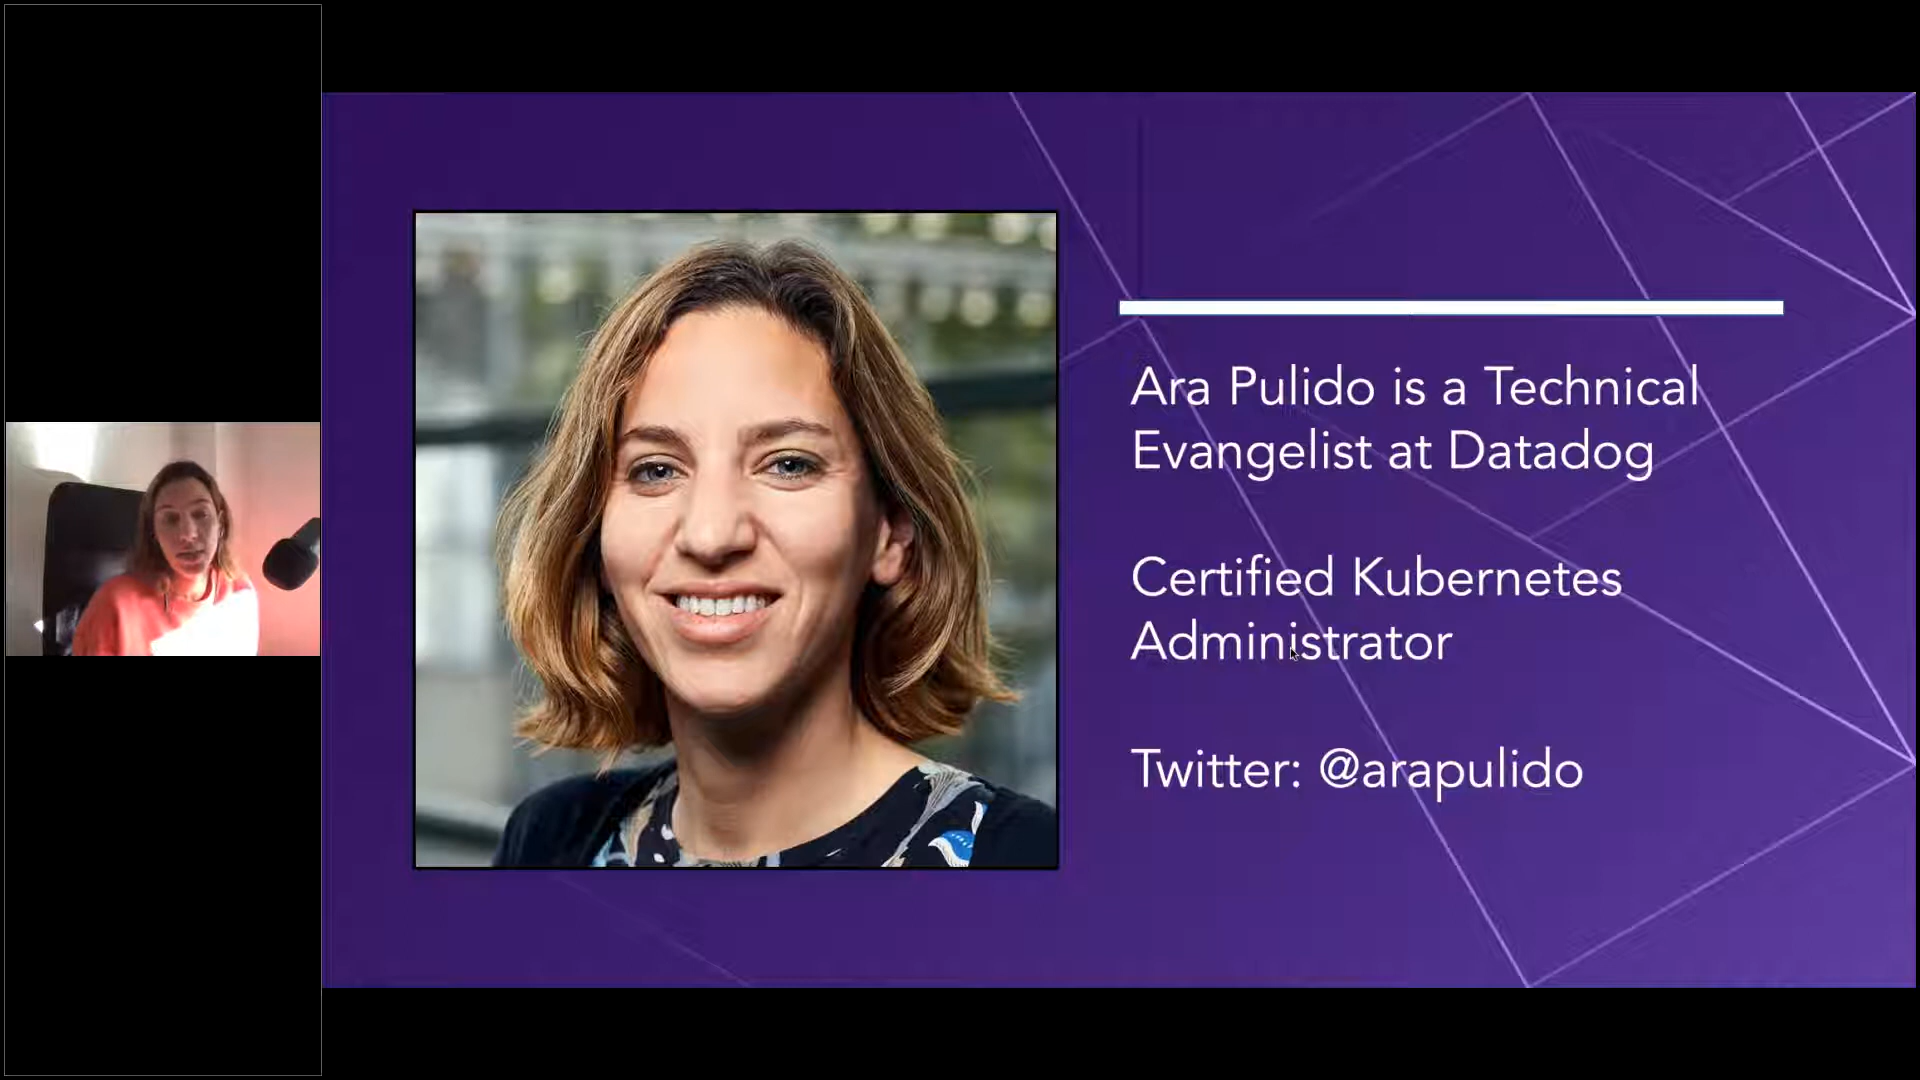 Ara Pulido is a Technical
Evangelist at Datadog
Certified Kubernetes
Administrator
Twitter: @arapulido